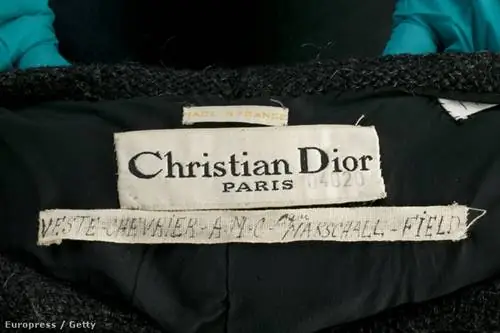 MADE IN FRANCE
Christian Dior
PARIS
VESTE-CHEVRIER-A.M.C MARSCHALL-FIELD
Europress / Getty